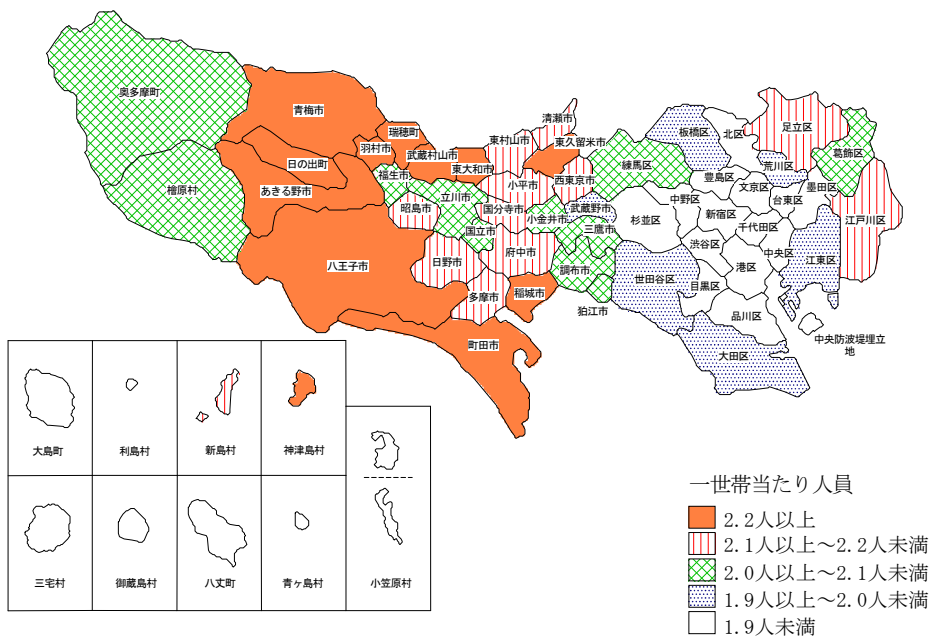 奥多摩町
青梅市
瑞穂町
羽村市
日の出町
あきる野市
檜原村
福生市
武蔵村山市
東大和市
東村山市
清瀬市
東久留米市
西東京市
小平市
立川市
昭島市
国分寺市
小金井市
武蔵野市
三鷹市
国立市
府中市
日野市
八王子市
多摩市
稲城市
調布市
狛江市
町田市
練馬区
板橋区
北区
足立区
葛飾区
荒川区
豊島区
文京区
台東区
墨田区
江戸川区
中野区
杉並区
新宿区
千代田区
渋谷区
中央区
江東区
港区
世田谷区
目黒区
品川区
大田区
中央防波堤埋立
地
大島町
利島村
新島村
神津島村
三宅村
御蔵島村
八丈町
青ヶ島村
小笠原村
一世帯当たり人員
2.2人以上
2.1人以上～2.2人未満
2.0人以上～2.1人未満
1.9人以上～2.0人未満
1.9人未満